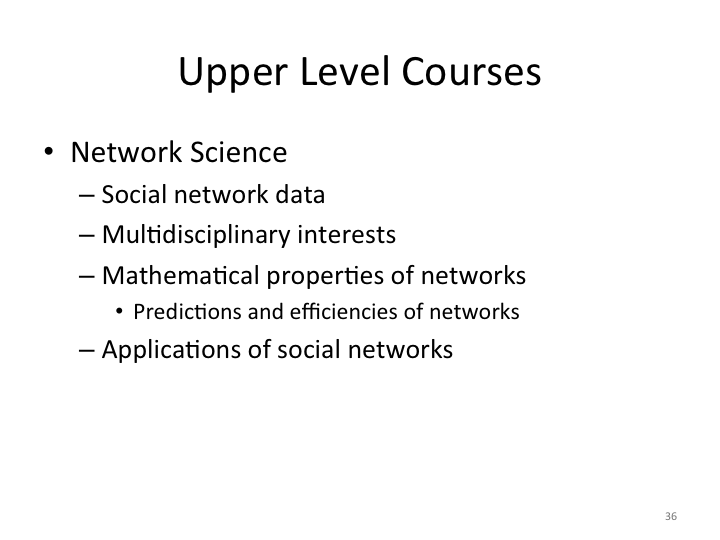 Upper Level Courses
• Network Science
– Social network data
– Multidisciplinary interests
– Mathematical properties of networks
• Predictions and efficiencies of networks
– Applications of social networks
36